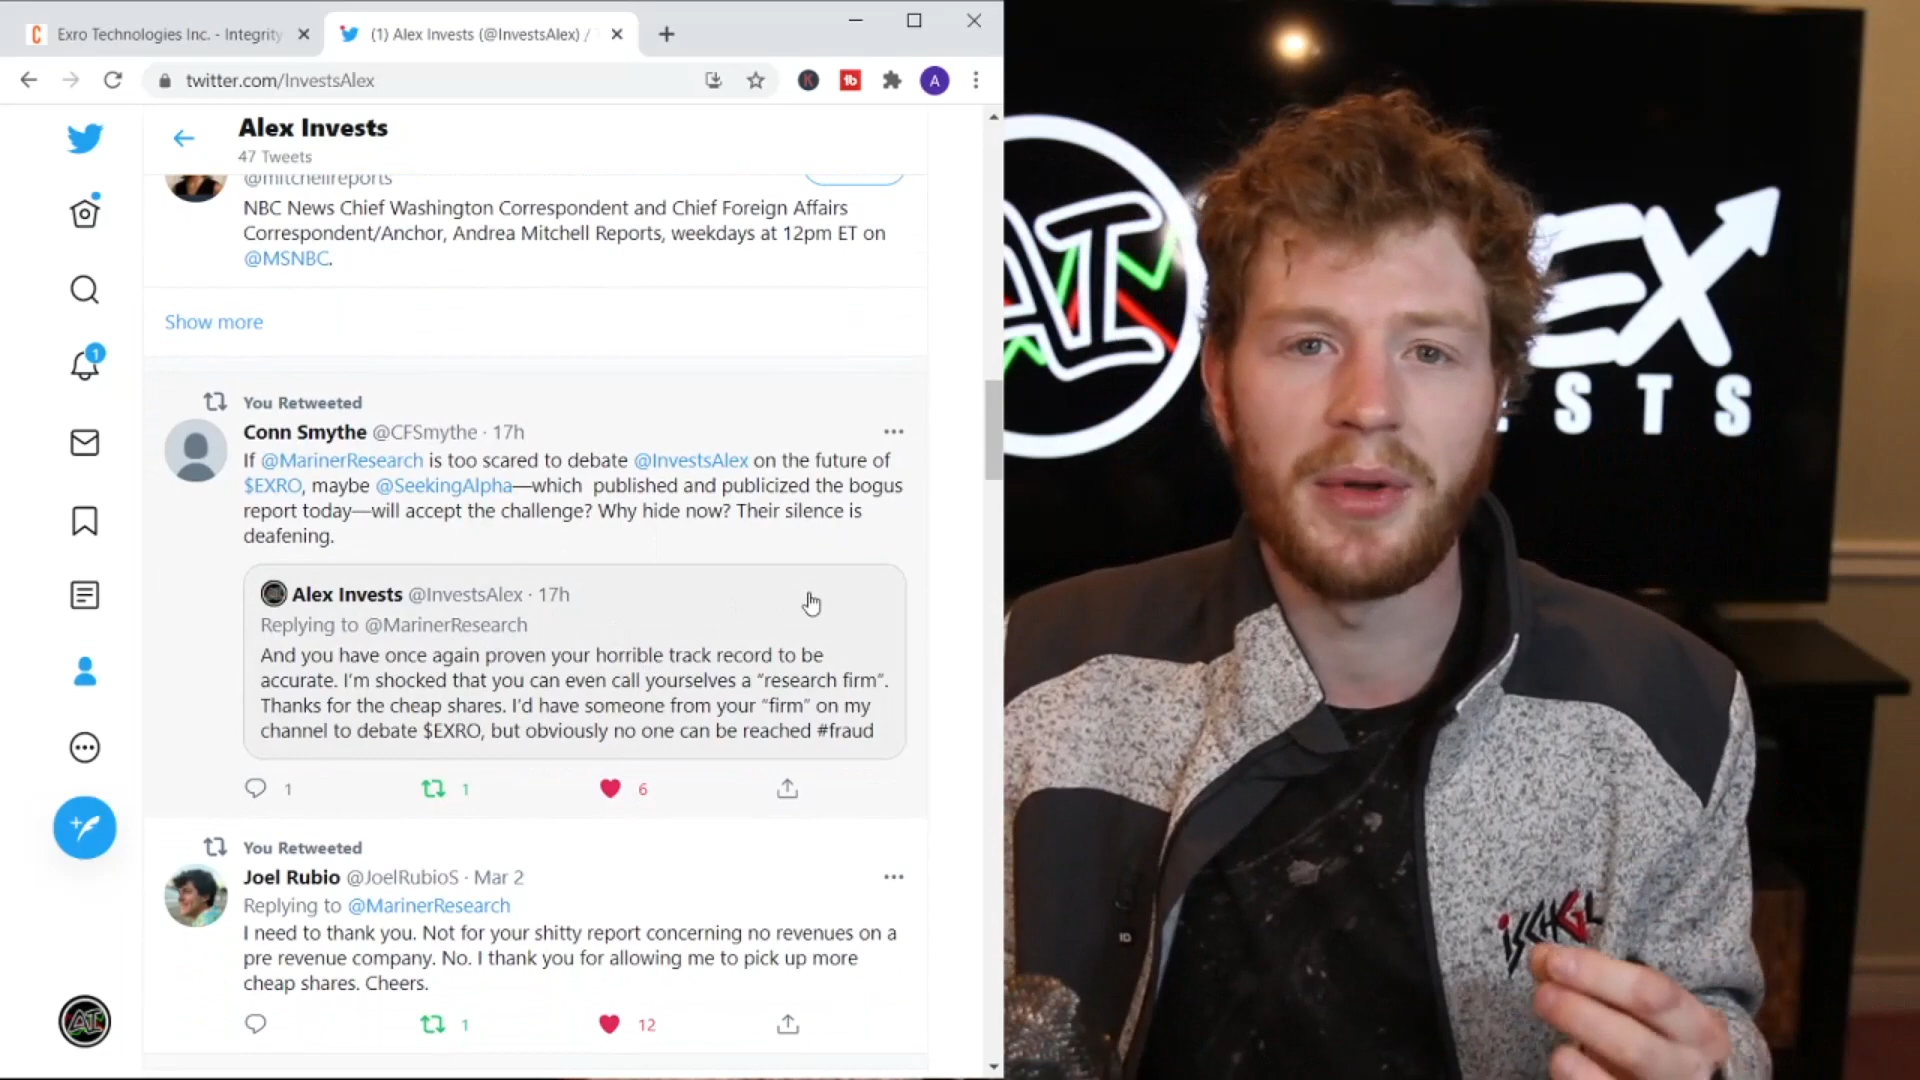 Exro Technologies Inc. - Integrity
(1) Alex Invests (@InvestsAlex) /
twitter.com/InvestsAlex
A
Alex Invests
47 Tweets
@mitchellreports
NBC News Chief Washington Correspondent and Chief Foreign Affairs
Correspondent/Anchor, Andrea Mitchell Reports, weekdays at 12pm ET on
@MSNBC.
Show more
1
You Retweeted
Conn Smythe @CFSmythe · 17h
If @MarinerResearch is too scared to debate @InvestsAlex on the future of
$EXRO, maybe @SeekingAlpha—which published and publicized the bogus
report today—will accept the challenge? Why hide now? Their silence is
deafening.
Alex Invests @InvestsAlex · 17h
Replying to @MarinerResearch
And you have once again proven your horrible track record to be
accurate. I'm shocked that you can even call yourselves a “research firm”.
Thanks for the cheap shares. I'd have someone from your “firm” on my
channel to debate $EXRO, but obviously no one can be reached #fraud
1 1 6
You Retweeted
Joel Rubio @JoelRubioS · Mar 2
Replying to @MarinerResearch
I need to thank you. Not for your shitty report concerning no revenues on a
pre revenue company. No. I thank you for allowing me to pick up more
cheap shares. Cheers.
1 12
AI
AI
EX
STS
iSCHGL